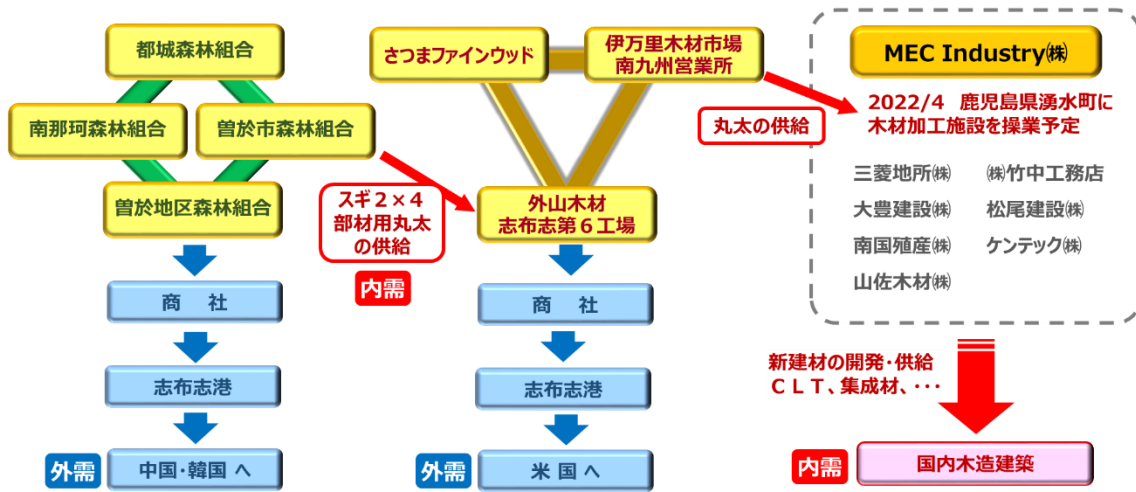 都城森林組合
南那珂森林組合
曽於市森林組合
曽於地区森林組合
商 社
志布志港
外需
中国・韓国 へ
スギ２×４
部材用丸太
の供給
内需
さつまファインウッド
伊万里木材市場
南九州営業所
外山木材
志布志第６工場
商 社
志布志港
外需
米 国 へ
丸太の供給
MEC Industry㈱
2022/4 鹿児島県湧水町に
木材加工施設を操業予定
三菱地所㈱ ㈱竹中工務店
大豊建設㈱ 松尾建設㈱
南国殖産㈱ ケンテック㈱
山佐木材㈱
新建材の開発・供給
ＣＬＴ、集成材、・・・
内需
国内木造建築